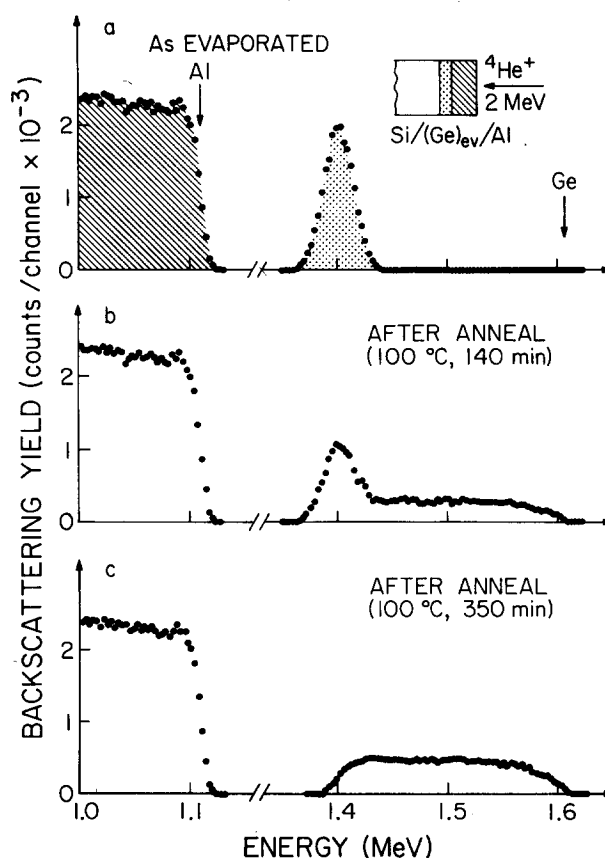 a
As EVAPORATED
Al
⁴He⁺
2 MeV
Si/(Ge)ev/Al
Ge
2
1
0
b
AFTER ANNEAL
(100 °C, 140 min)
2
1
0
c
AFTER ANNEAL
(100 °C, 350 min)
2
1
0
1.0
1.1
1.4
1.5
1.6
BACKSCATTERING YIELD (counts/channel × 10⁻³)
ENERGY (MeV)